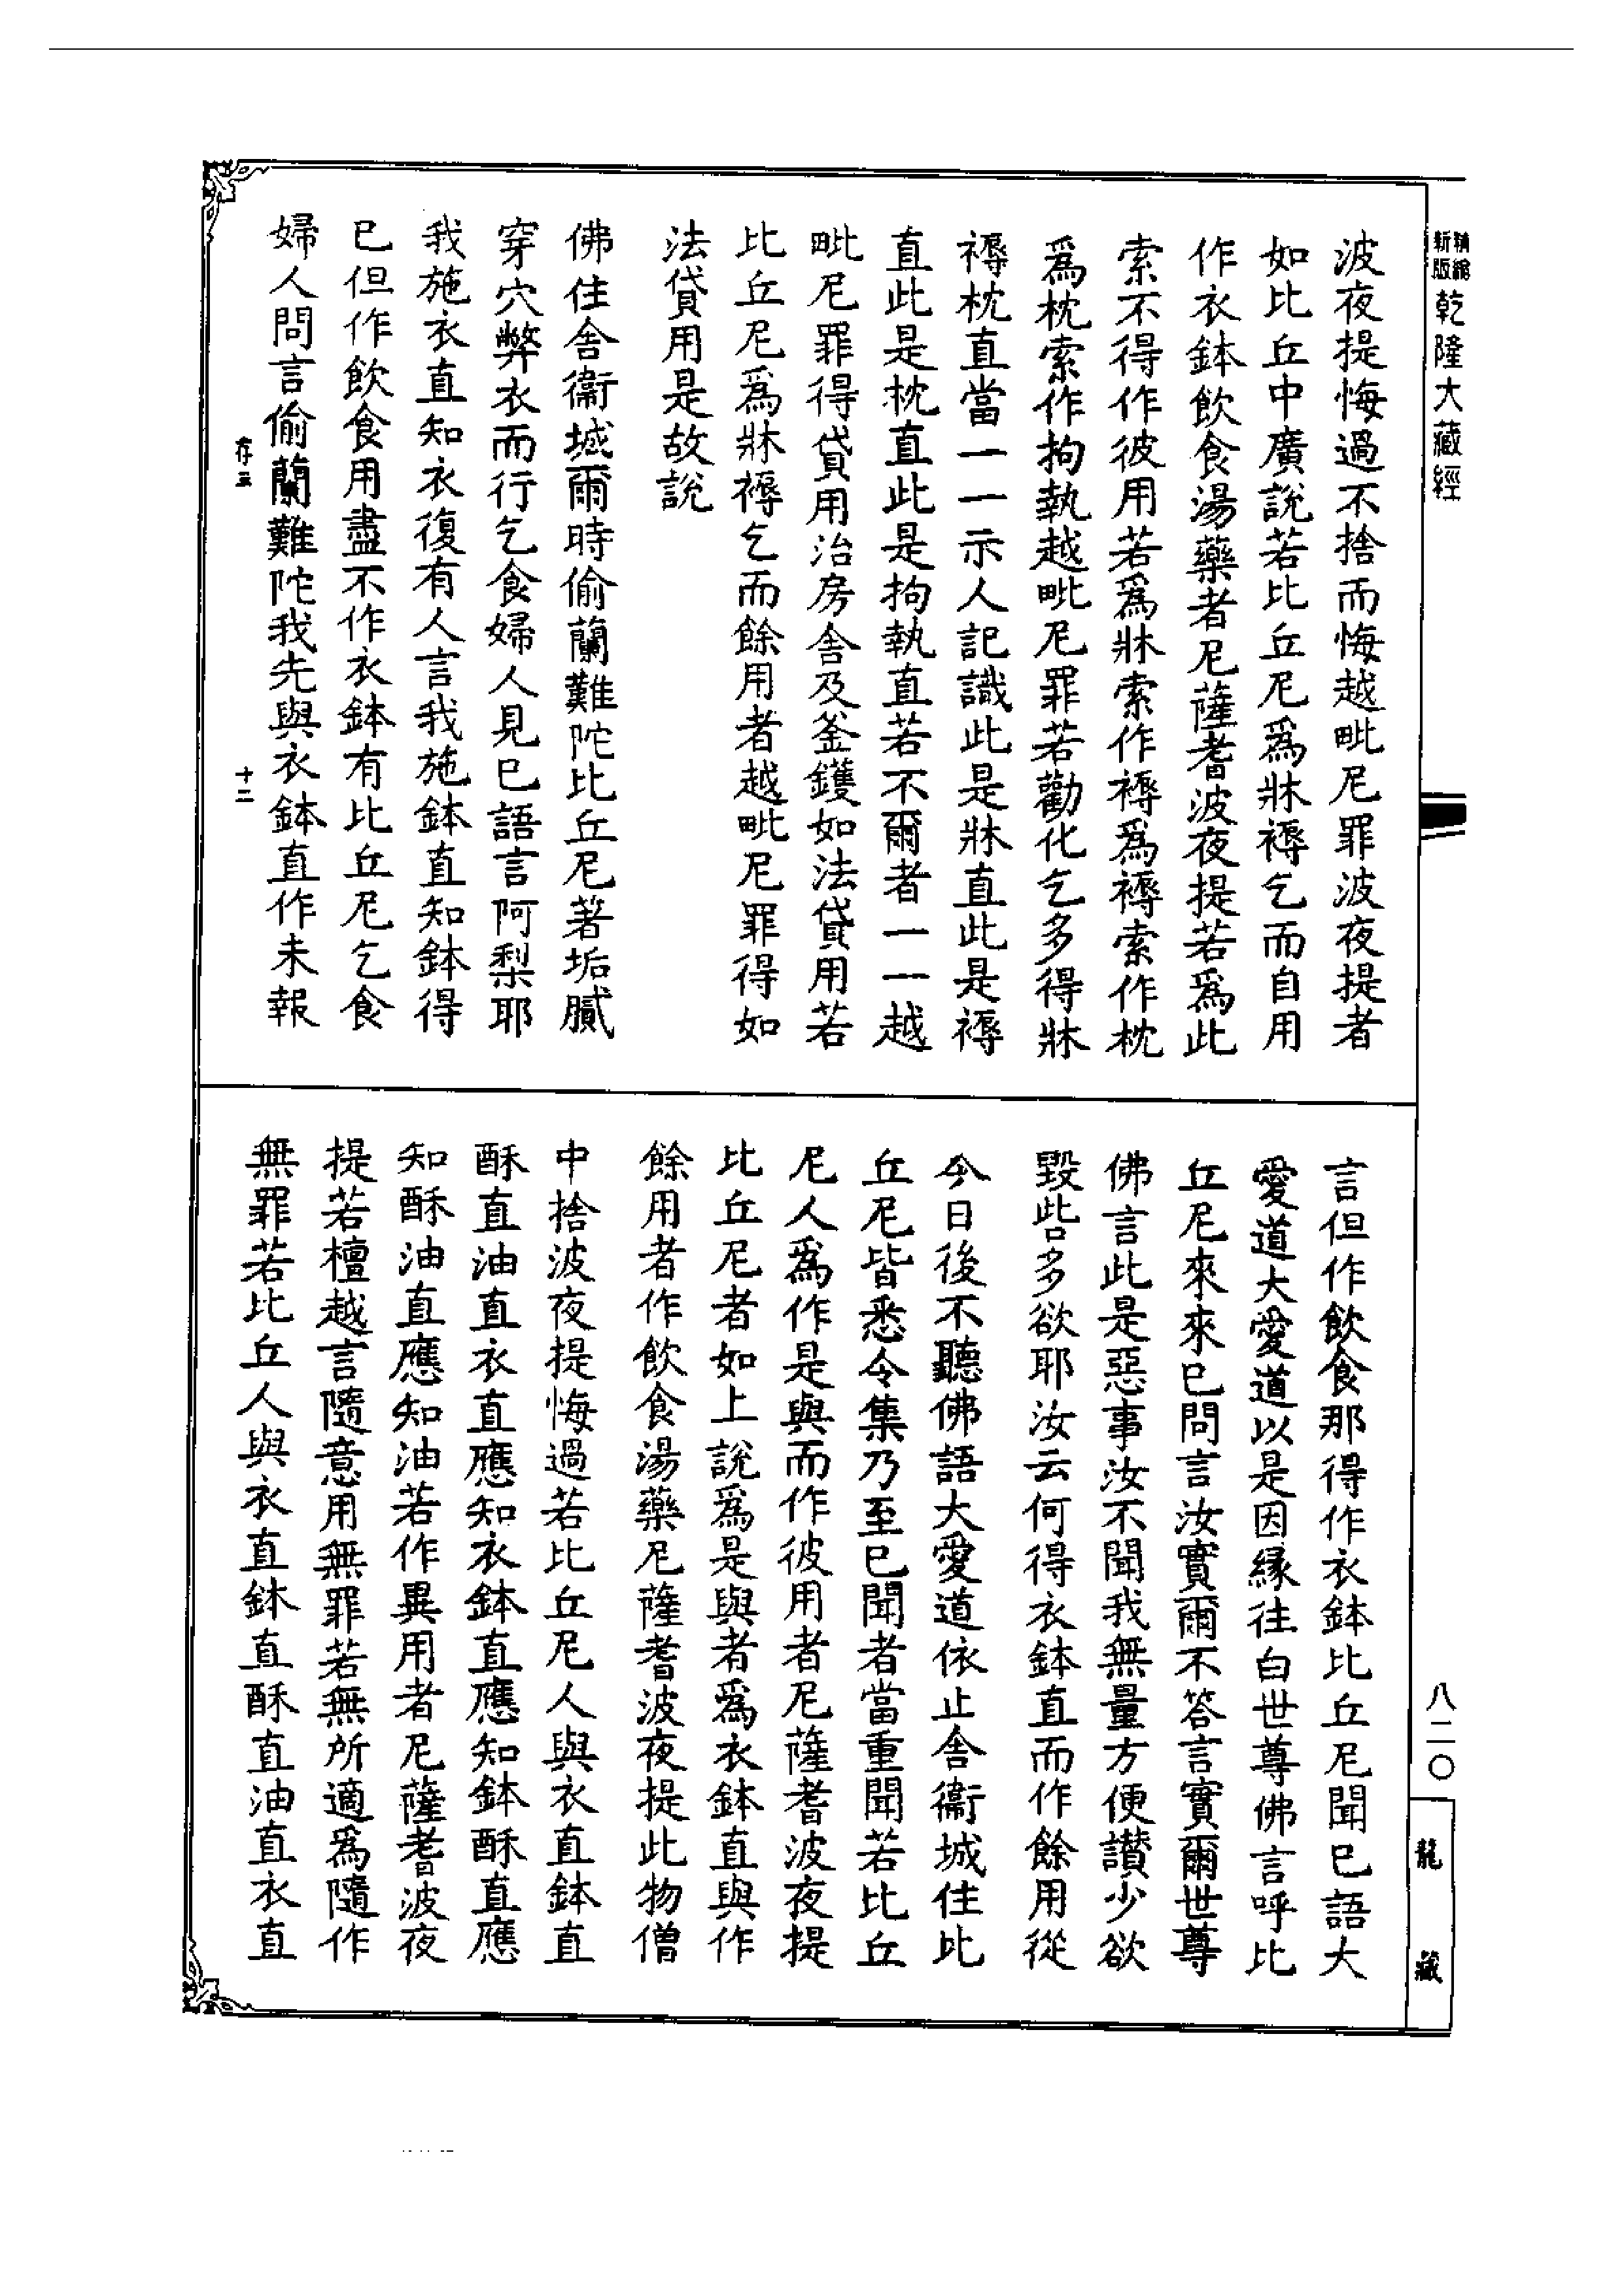 精縮
新版
乾隆大藏經
波夜提悔過不捨而悔越毗尼罪波夜提者
如比丘中廣說若比丘尼爲牀褥乞而自用
作衣鉢飲食湯藥者尼薩耆波夜提若爲此
索不得作彼用若爲牀索作褥爲褥索作枕
爲枕索作拘執越毗尼罪若勸化乞多得牀
褥枕直當一一示人記識此是牀直此是褥
直此是枕直此是拘執直若不爾者一一越
毗尼罪得貸用治房舍及釜鑊如法貸用若
比丘尼爲牀褥乞而餘用者越毗尼罪得如
法貸用是故說
佛住舍衞城爾時偷蘭難陀比丘尼著垢膩
穿穴弊衣而行乞食婦人見已語言阿梨耶
我施衣直知衣復有人言我施鉢直知鉢得
已但作飲食用盡不作衣鉢有比丘尼乞食
婦人問言偷蘭難陀我先與衣鉢直作未報
存五
十二
言但作飲食那得作衣鉢比丘尼聞已語大
愛道大愛道以是因緣往白世尊佛言呼比
丘尼來來已問言汝實爾不答言實爾世尊
佛言此是惡事汝不聞我無量方便讃少欲
毀呰多欲耶汝云何得衣鉢直而作餘用從
今日後不聽佛語大愛道依止舍衞城住比
丘尼皆悉令集乃至已聞者當重聞若比丘
尼人爲作是與而作彼用者尼薩耆波夜提
比丘尼者如上說爲是與者爲衣鉢直與作
餘用者作飲食湯藥尼薩耆波夜提此物僧
中捨波夜提悔過若比丘尼人與衣直鉢直
酥直油直衣直應知衣鉢直應知鉢酥直應
知酥油直應知油若作異用者尼薩耆波夜
提若檀越言隨意用無罪若無所適爲隨作
無罪若比丘人與衣直鉢直酥直油直衣直
八二〇
龍藏